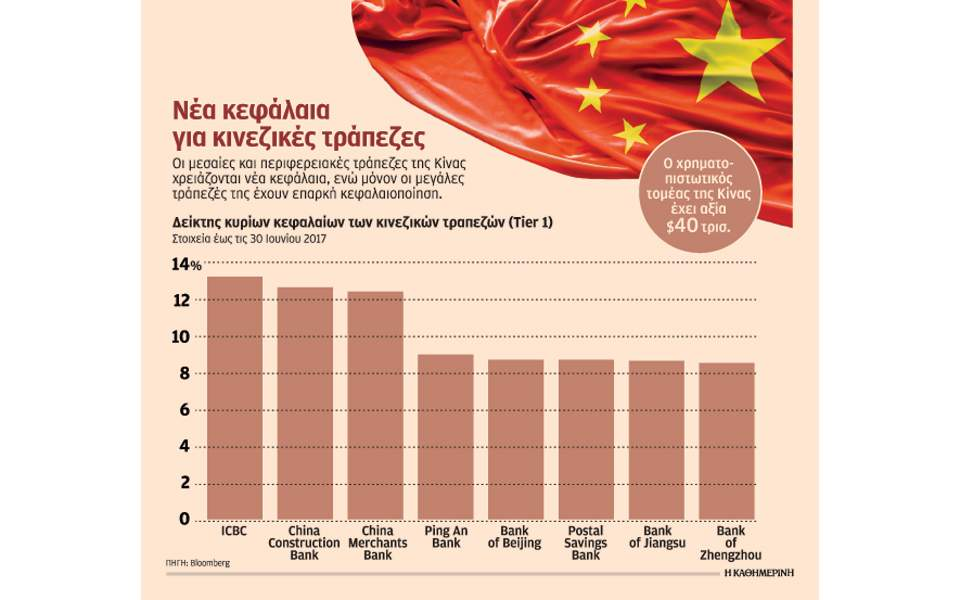 Νέα κεφάλαια
για κινεζικές τράπεζες
Οι μεσαίες και περιφερειακές τράπεζες της Κίνας
χρειάζονται νέα κεφάλαια, ενώ μόνον οι μεγάλες
τράπεζές της έχουν επαρκή κεφαλαιοποίηση.
Ο χρηματο-
πιστωτικός
τομέας της Κίνας
έχει αξία
$40 τρισ.
Δείκτης κυρίων κεφαλαίων των κινεζικών τραπεζών (Tier 1)
Στοιχεία έως τις 30 Ιουνίου 2017
14%
12
10
8
6
4
2
0
ICBC
China
Construction
Bank
China
Merchants
Bank
Ping An
Bank
Bank
of Beijing
Postal
Savings
Bank
Bank
of Jiangsu
Bank
of
Zhengzhou
ΠΗΓΗ: Bloomberg
Η ΚΑΘΗΜΕΡΙΝΗ